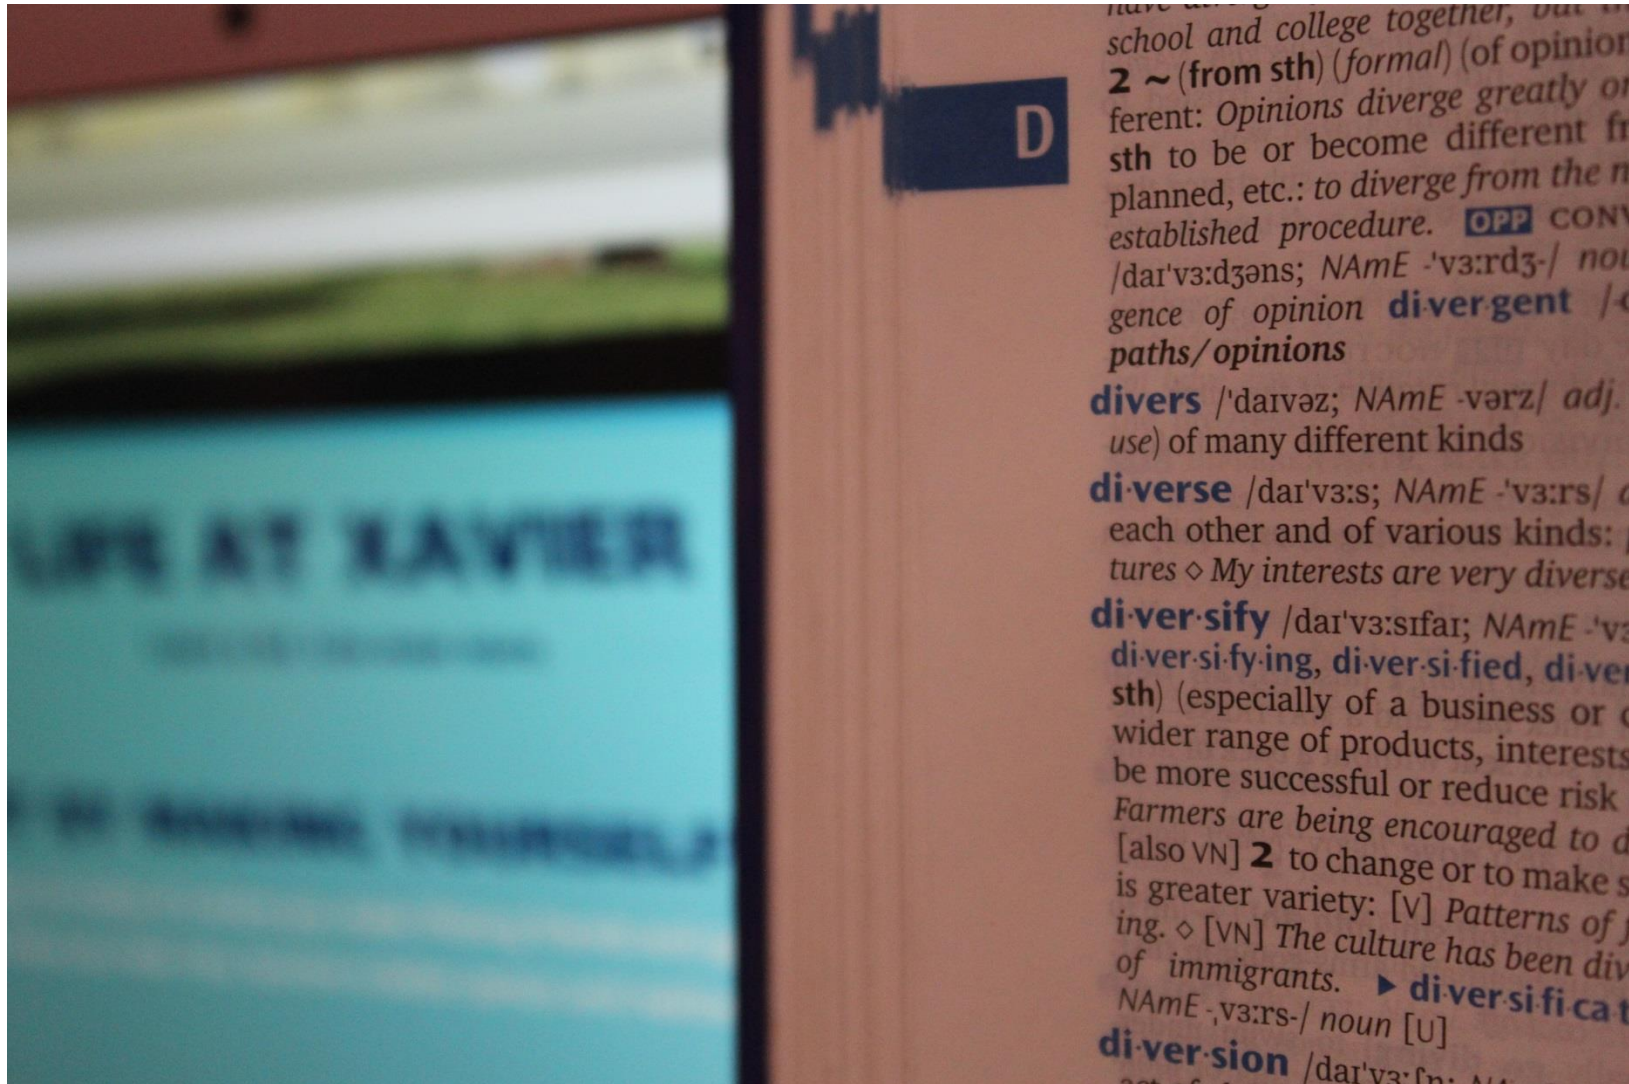 LIFE AT XAVIER
YOURSELF
D
school and college together, but
2 ~ (from sth) (formal) (of opinion
ferent: Opinions diverge greatly
sth to be or become different
planned, etc.: to diverge from the
established procedure. OPP
/daɪˈvɜːdʒəns; NAmE -ˈvɜːrdʒ-/
gence of opinion di·ver·gent
paths/opinions
divers /ˈdaɪvəz; NAmE -vərz/ adj.
use) of many different kinds
di·verse /daɪˈvɜːs; NAmE -ˈvɜːrs/
each other and of various kinds:
tures ◇ My interests are very diverse
di·ver·sify /daɪˈvɜːsɪfaɪ; NAmE
di·ver·si·fy·ing, di·ver·si·fied,
sth) (especially of a business or
wider range of products, interests
be more successful or reduce risk
Farmers are being encouraged to
[also VN] 2 to change or to make
is greater variety: [V] Patterns of
ing. ◇ [VN] The culture has been
of immigrants. ▶ di·ver·si·fi·ca
NAmE -ˌvɜːrs-/ noun [U]
di·ver·sion